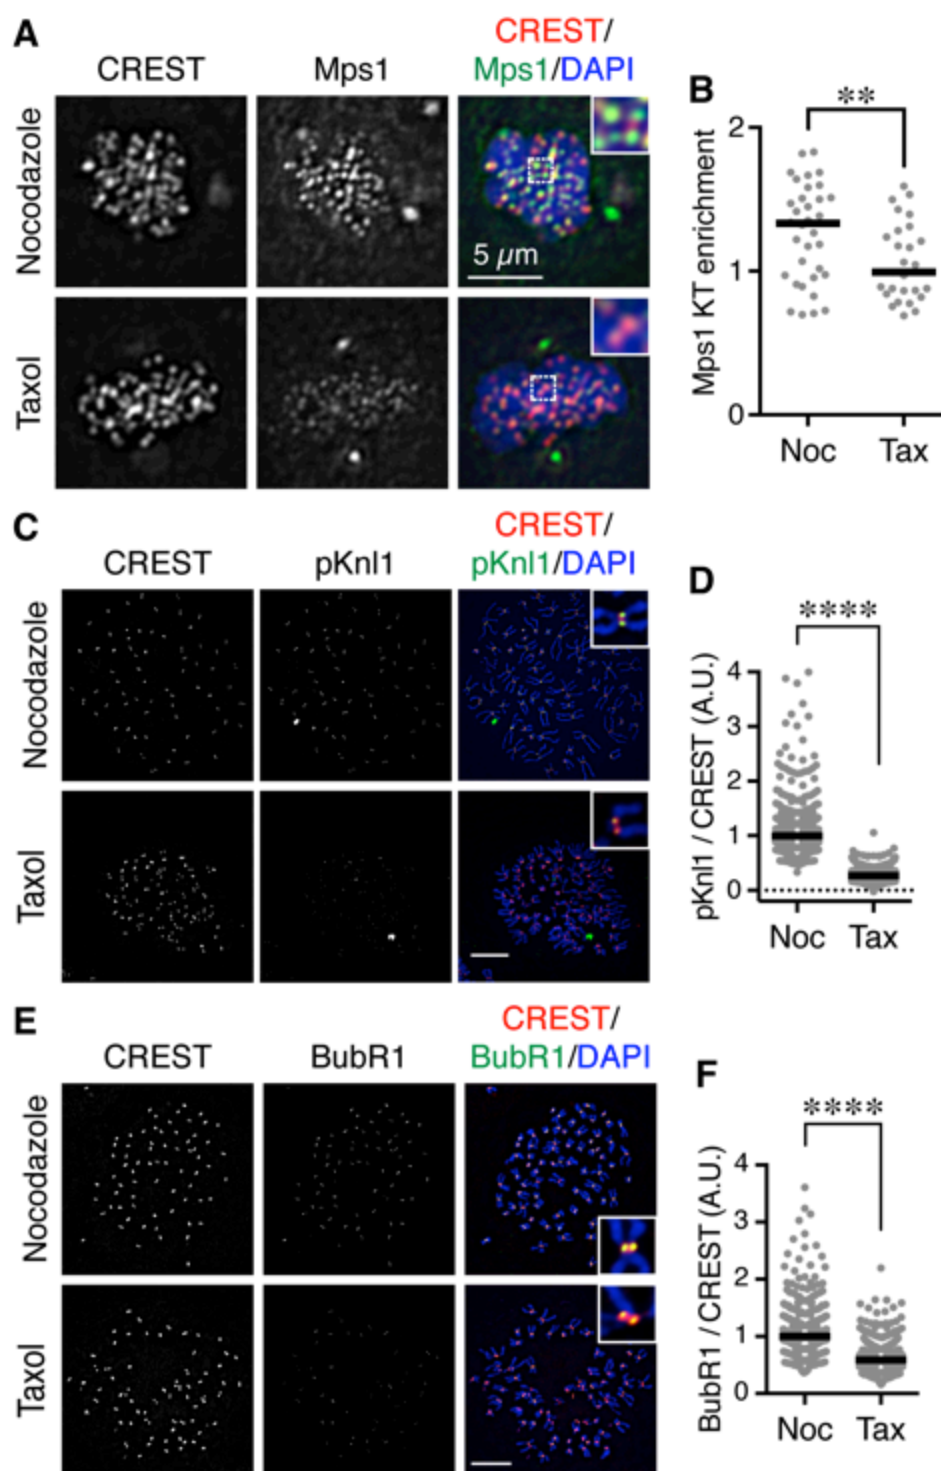 A
CREST
Mps1
CREST/
Mps1/DAPI
Nocodazole
5 µm
Taxol
B
**
Mps1 KT enrichment
2
1
0
Noc
Tax
C
CREST
pKnl1
CREST/
pKnl1/DAPI
Nocodazole
Taxol
D
****
pKnl1 / CREST (A.U.)
4
3
2
1
0
Noc
Tax
E
CREST
BubR1
CREST/
BubR1/DAPI
Nocodazole
Taxol
F
****
BubR1 / CREST (A.U.)
4
3
2
1
0
Noc
Tax